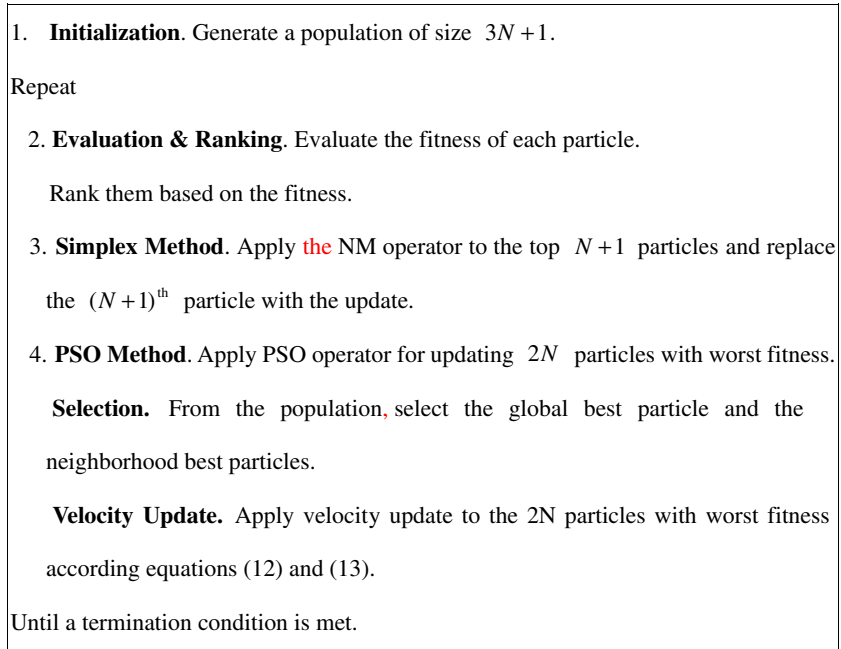 1. Initialization. Generate a population of size 3N +1.
Repeat
2. Evaluation & Ranking. Evaluate the fitness of each particle.
Rank them based on the fitness.
3. Simplex Method. Apply the NM operator to the top N +1 particles and replace
the (N +1)th particle with the update.
4. PSO Method. Apply PSO operator for updating 2N particles with worst fitness.
Selection. From the population, select the global best particle and the
neighborhood best particles.
Velocity Update. Apply velocity update to the 2N particles with worst fitness
according equations (12) and (13).
Until a termination condition is met.